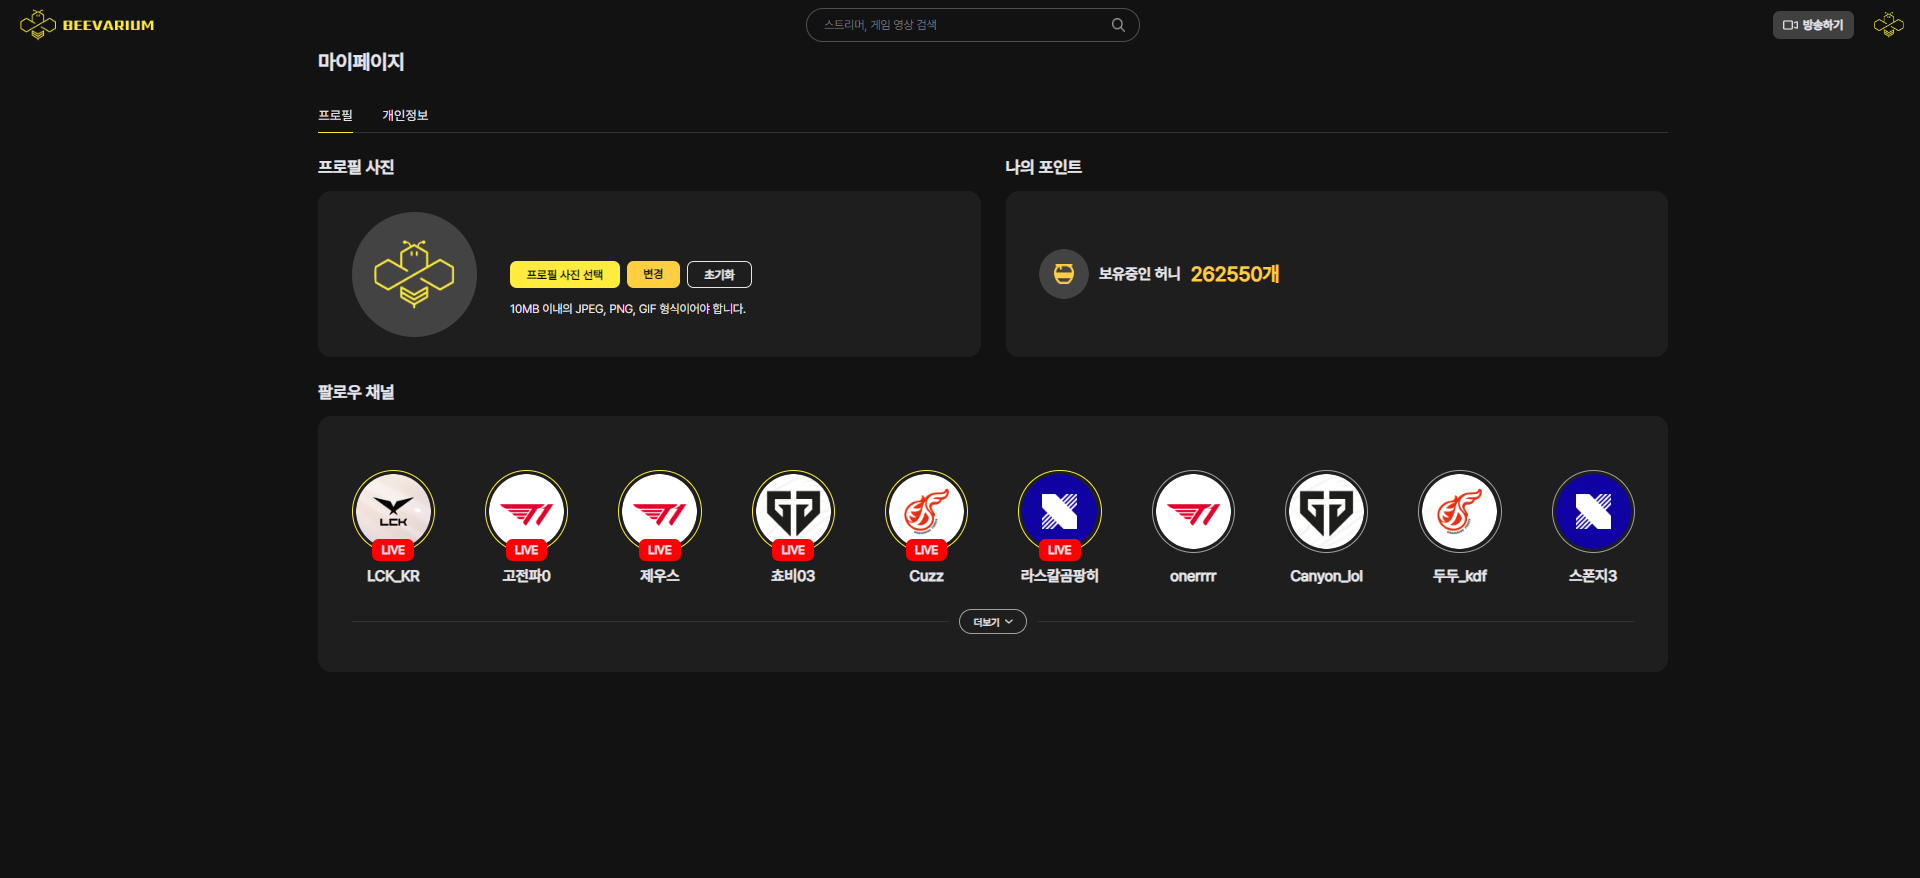 BEEVARIUM
스트리머, 게임 영상 검색
방송하기
마이페이지
프로필 개인정보
프로필 사진
나의 포인트
프로필 사진 선택 변경 초기화
10MB 이내의 JPEG, PNG, GIF 형식이어야 합니다.
보유중인 허니 262550개
팔로우 채널
LCK
LIVE LIVE LIVE LIVE LIVE LIVE
LCK_KR 고전파0 제우스 쵸비03 Cuzz 라스칼곰팡히 onerrrr Canyon_lol 두두_kdf 스폰지3
더보기